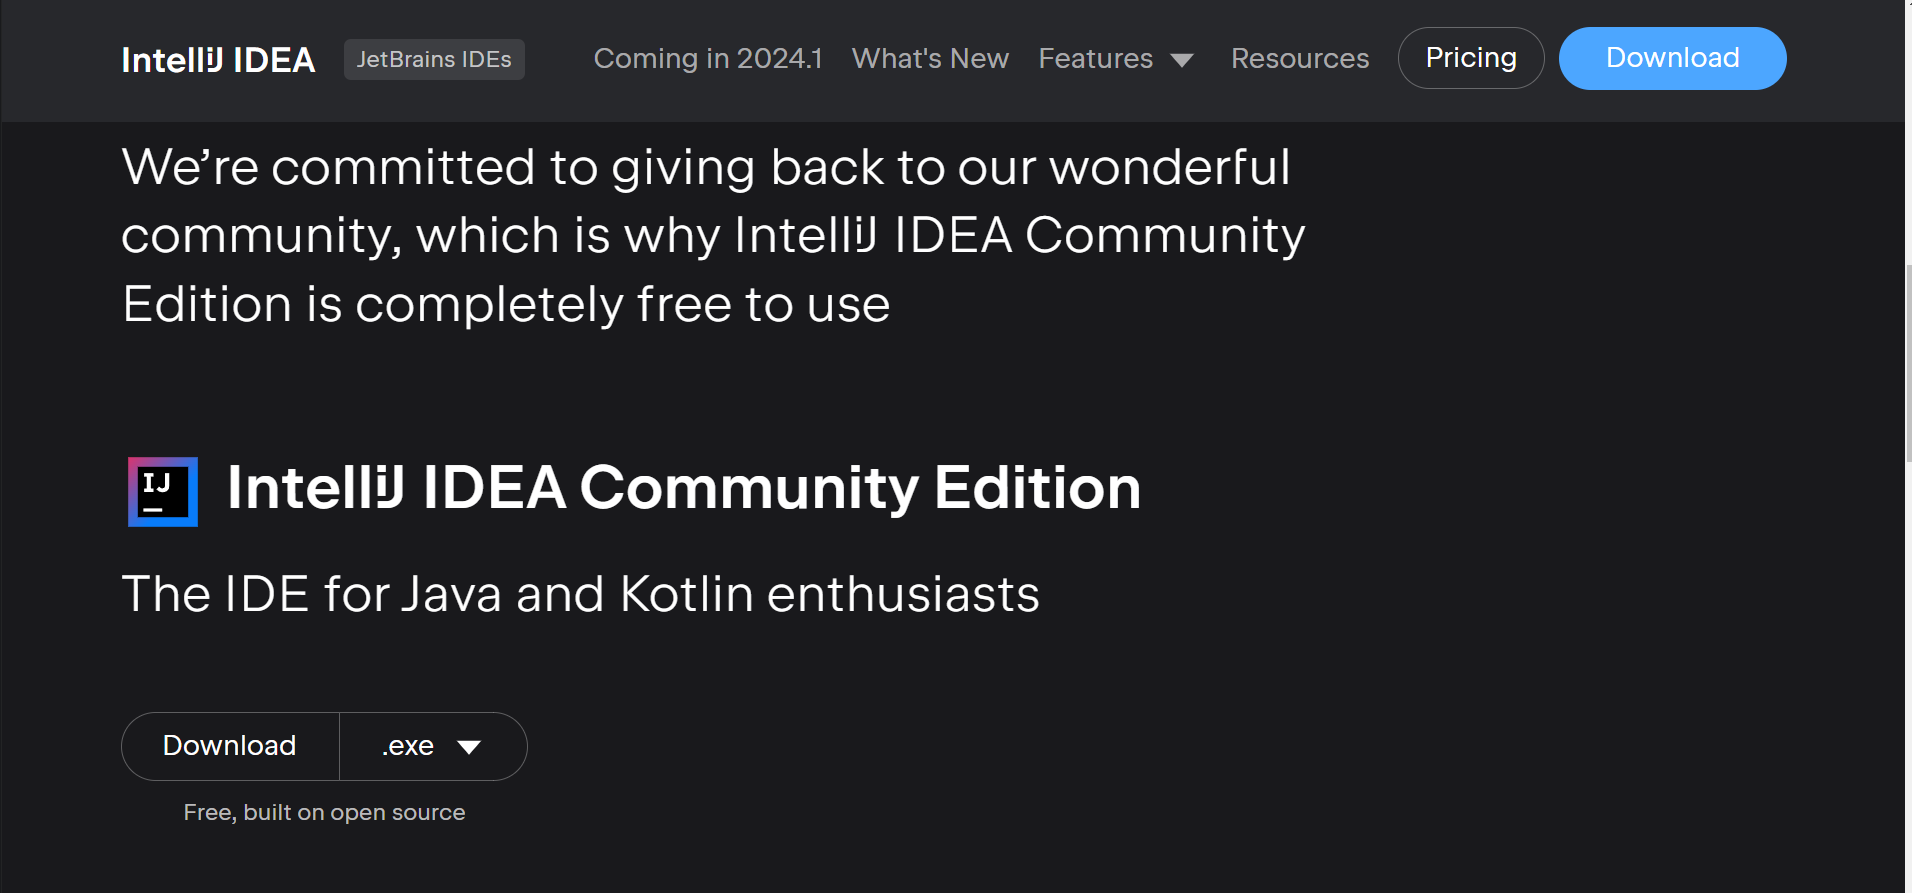 IntelliJ IDEA JetBrains IDEs Coming in 2024.1 What's New Features Resources Pricing Download
We’re committed to giving back to our wonderful
community, which is why IntelliJ IDEA Community
Edition is completely free to use
IJ IntelliJ IDEA Community Edition
The IDE for Java and Kotlin enthusiasts
Download .exe
Free, built on open source